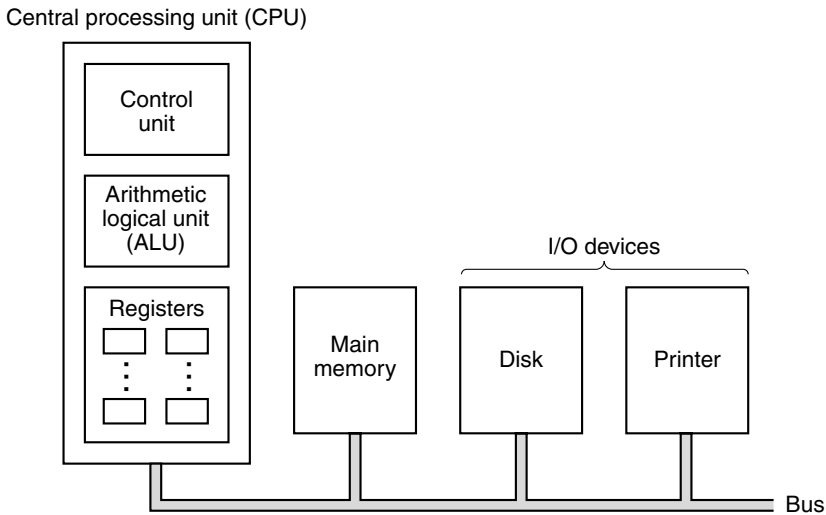 Central processing unit (CPU)
Control
unit
Arithmetic
logical unit
(ALU)
Registers
I/O devices
Main
memory
Disk
Printer
Bus